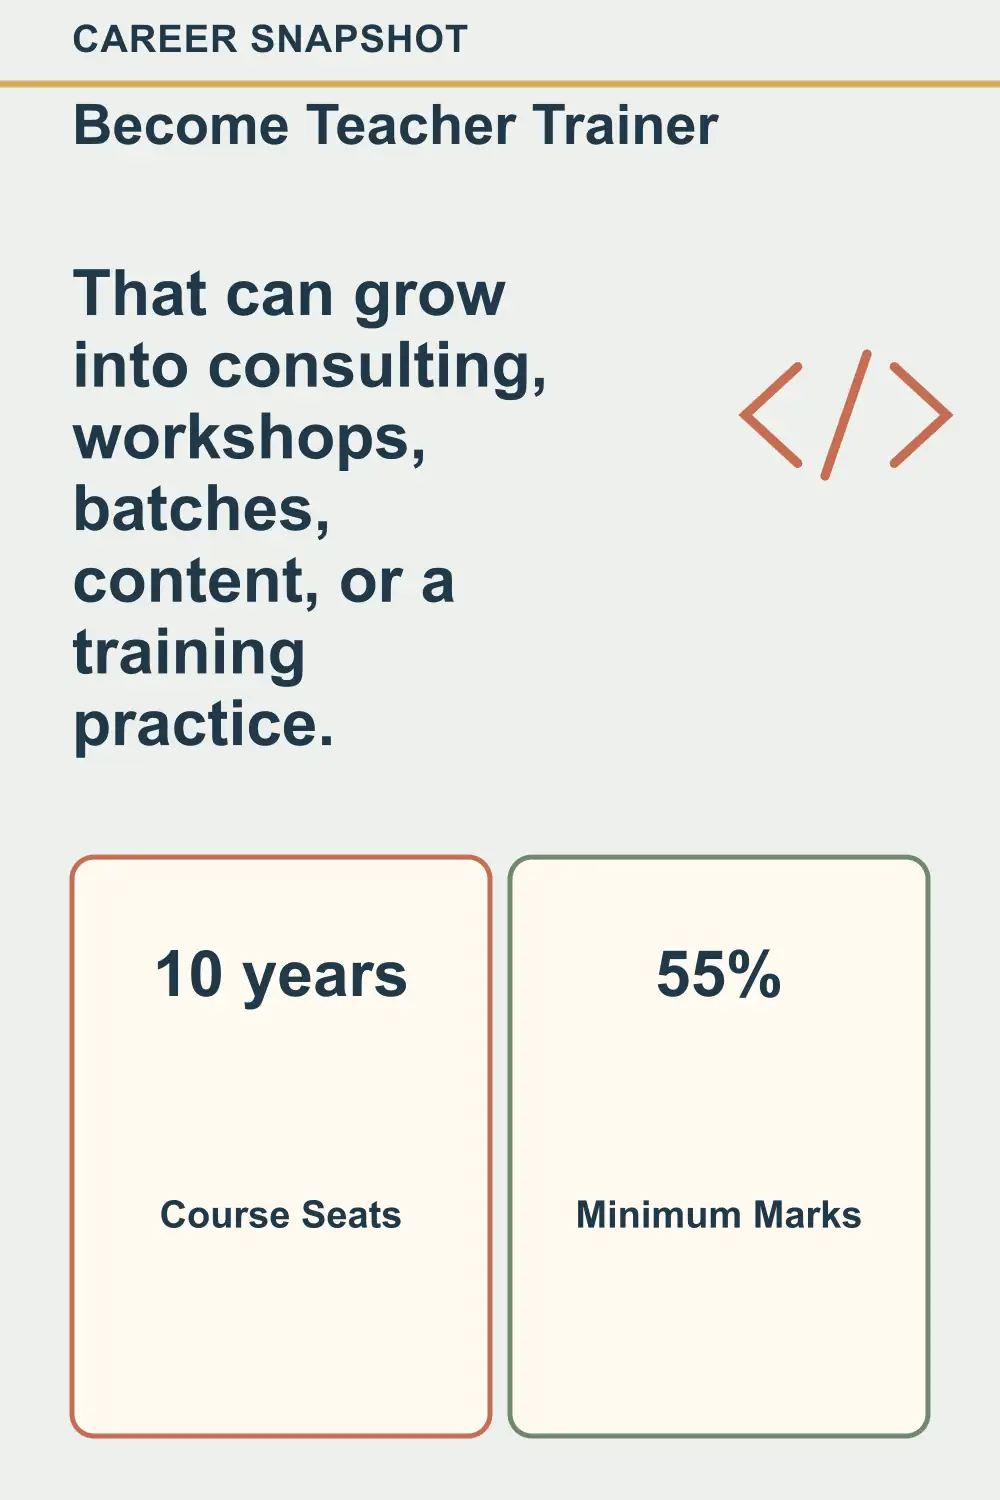 CAREER SNAPSHOT
Become Teacher Trainer
That can grow
into consulting,
workshops,
batches,
content, or a
training
practice.
10 years
55%
Course Seats
Minimum Marks